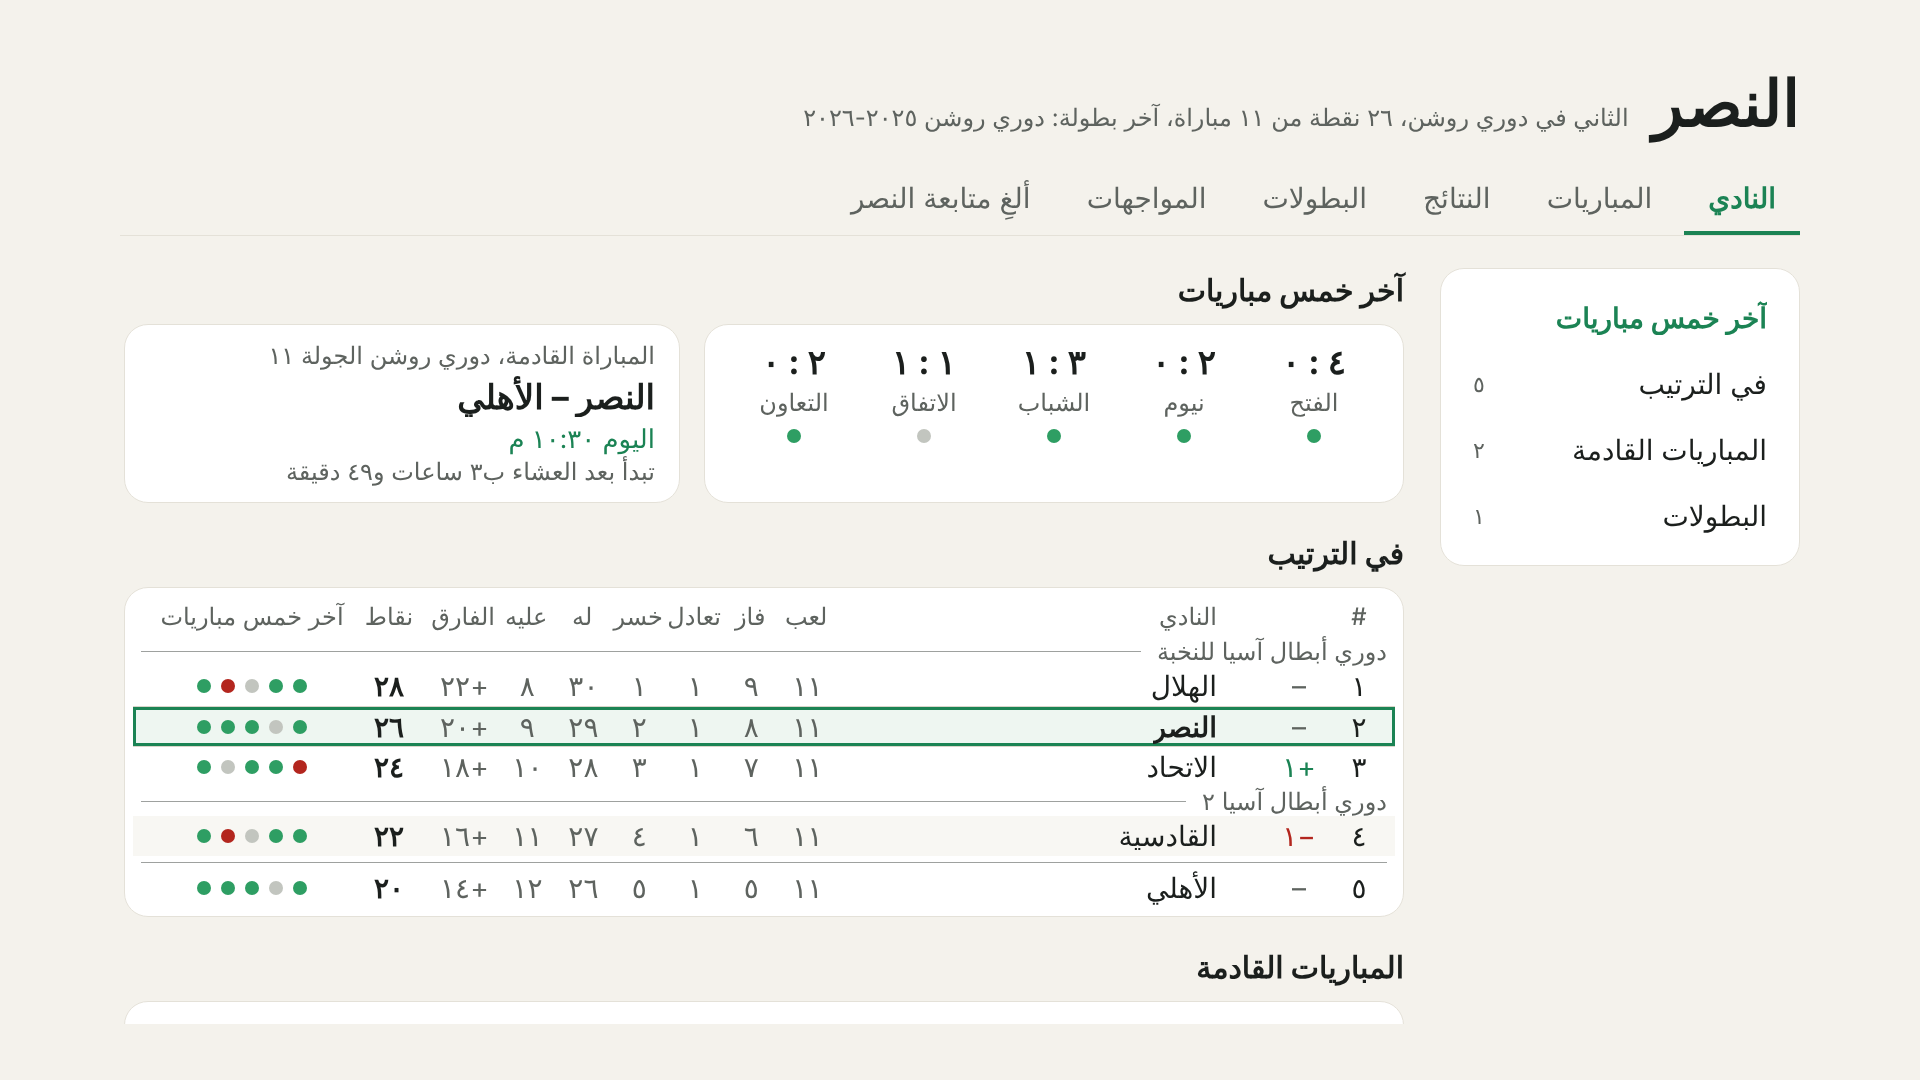 النصر
الثاني في دوري روشن، ٢٦ نقطة من ١١ مباراة، آخر بطولة: دوري روشن ٢٠٢٥-٢٠٢٦
النادي المباريات النتائج البطولات المواجهات ألغِ متابعة النصر
آخر خمس مباريات
في الترتيب ٥
المباريات القادمة ٢
البطولات ١
آخر خمس مباريات
٤ : ٠ ٢ : ٠ ٣ : ١ ١ : ١ ٢ : ٠
الفتح نيوم الشباب الاتفاق التعاون
المباراة القادمة، دوري روشن الجولة ١١
النصر – الأهلي
اليوم ١٠:٣٠ م
تبدأ بعد العشاء ب٣ ساعات و٤٩ دقيقة
في الترتيب
# النادي لعب فاز تعادل خسر له عليه الفارق نقاط آخر خمس مباريات
دوري أبطال آسيا للنخبة
١ – الهلال ١١ ٩ ١ ١ ٣٠ ٨ +٢٢ ٢٨
٢ – النصر ١١ ٨ ١ ٢ ٢٩ ٩ +٢٠ ٢٦
٣ +١ الاتحاد ١١ ٧ ١ ٣ ٢٨ ١٠ +١٨ ٢٤
دوري أبطال آسيا ٢
٤ −١ القادسية ١١ ٦ ١ ٤ ٢٧ ١١ +١٦ ٢٢
٥ – الأهلي ١١ ٥ ١ ٥ ٢٦ ١٢ +١٤ ٢٠
المباريات القادمة